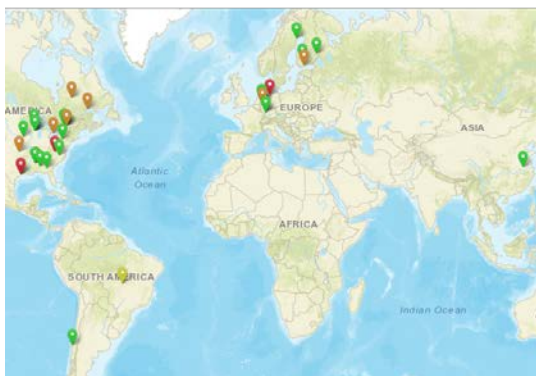 AMERICA
EUROPE
ASIA
Atlantic
Ocean
AFRICA
SOUTH AMERICA
Indian Ocean